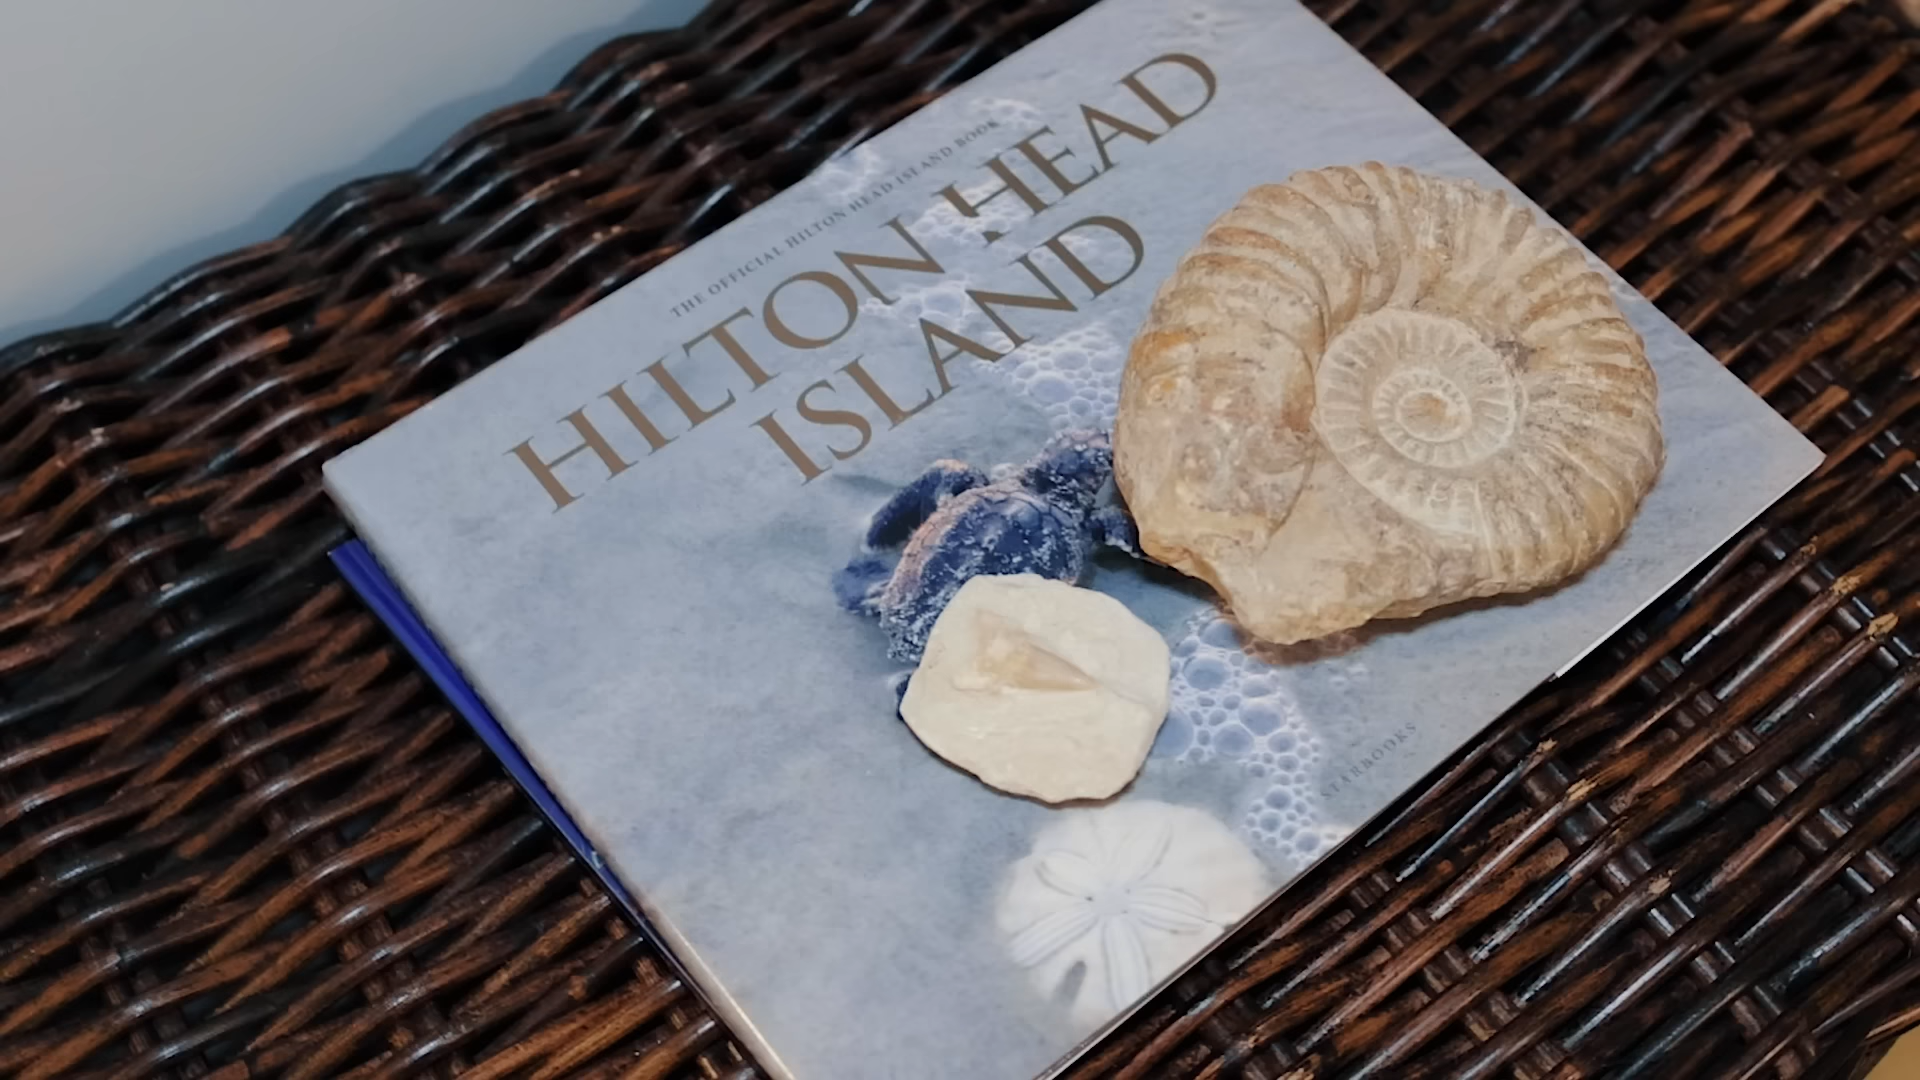 THE OFFICIAL HILTON HEAD ISLAND BOOK
HILTON HEAD
ISLAND
STARBOOKS